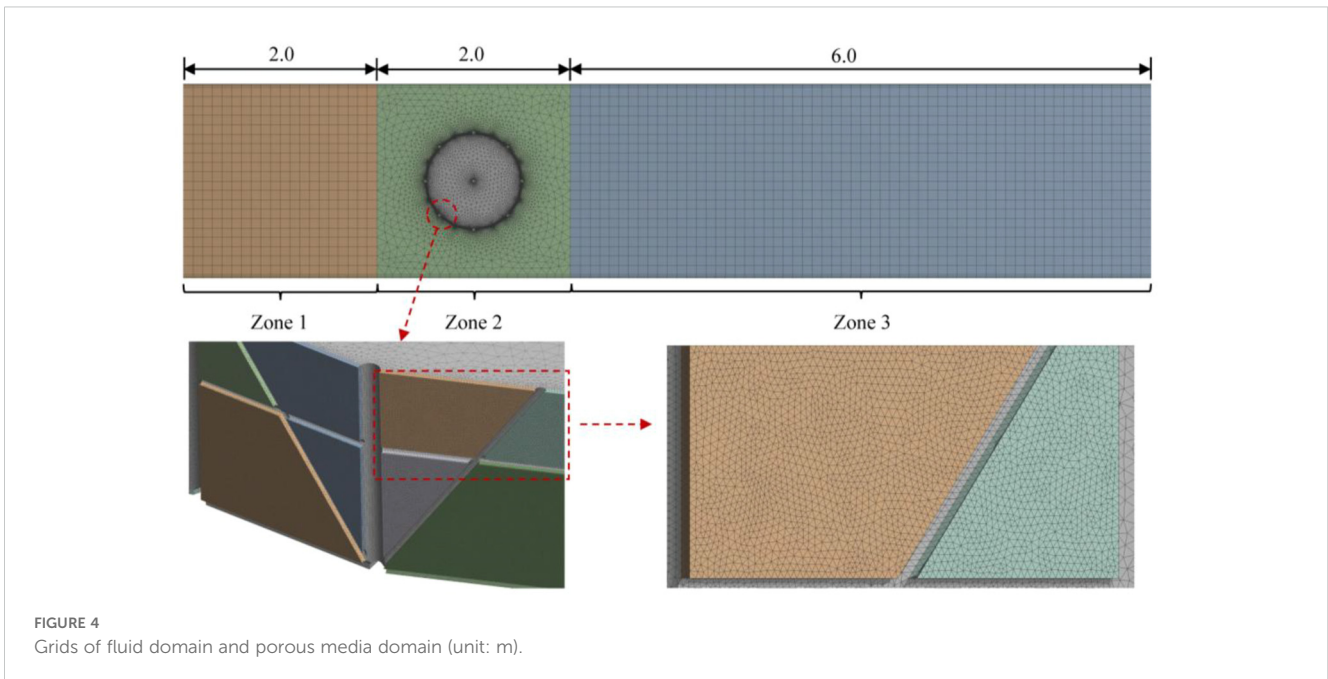 2.0 2.0 6.0
Zone 1 Zone 2 Zone 3
FIGURE 4
Grids of fluid domain and porous media domain (unit: m).